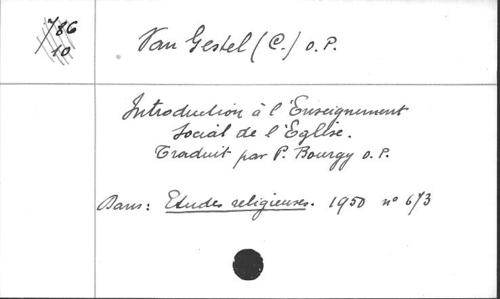 786
10
Van Gestel (C.) O.P.
Introduction à l'Enseignement
Social de l'Eglise.
Traduit par P. Bourgy O.P.
Dans: Etudes religieuses. 1950 n° 673